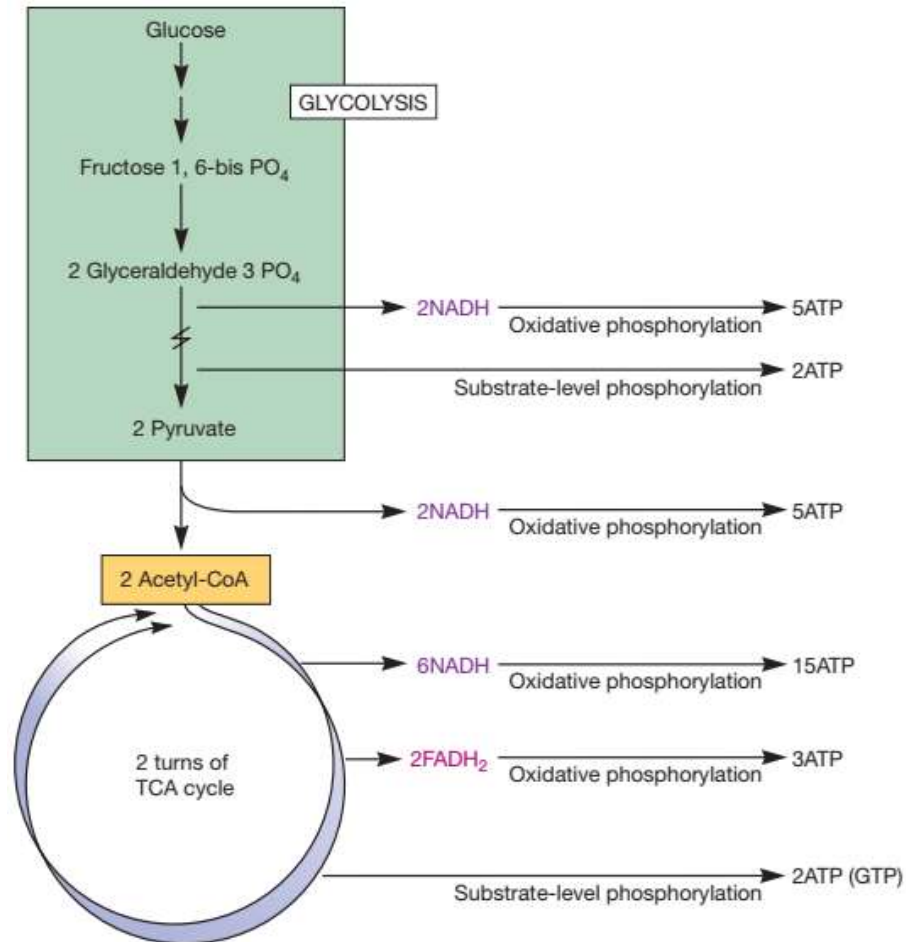 Glucose
GLYCOLYSIS
Fructose 1, 6-bis PO₄
2 Glyceraldehyde 3 PO₄
2NADH
Oxidative phosphorylation
5ATP
Substrate-level phosphorylation
2ATP
2 Pyruvate
2NADH
Oxidative phosphorylation
5ATP
2 Acetyl-CoA
6NADH
Oxidative phosphorylation
15ATP
2 turns of
TCA cycle
2FADH₂
Oxidative phosphorylation
3ATP
Substrate-level phosphorylation
2ATP (GTP)